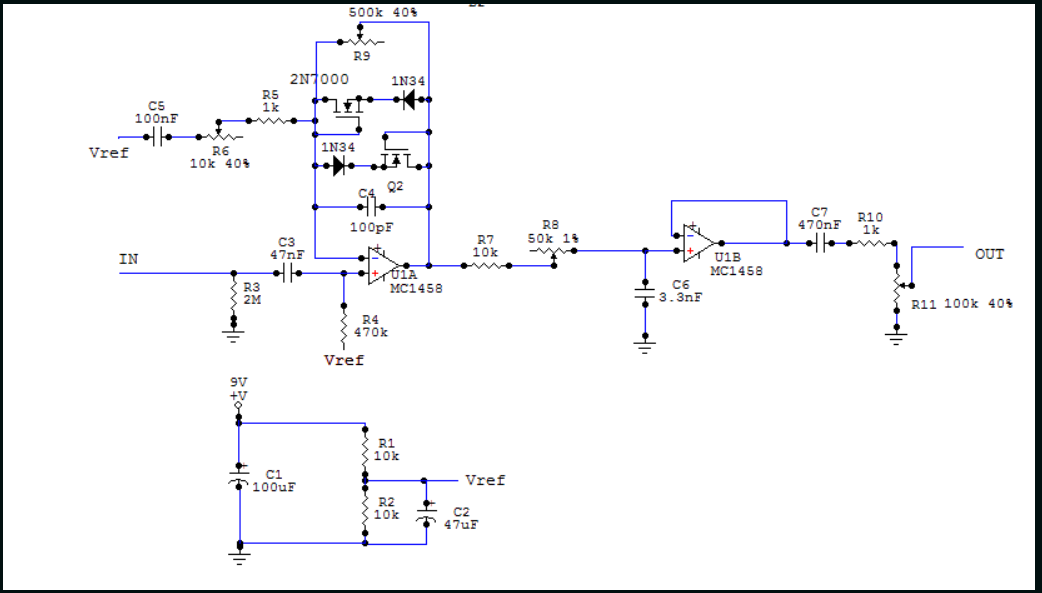 500k 40%
R9
2N7000
1N34
R5
1k
C5
100nF
Vref
R6
10k 40%
1N34
Q2
C4
100pF
IN
C3
47nF
U1A
MC1458
R3
2M
R4
470k
Vref
R7
10k
R8
50k 1%
C6
3.3nF
U1B
MC1458
C7
470nF
R10
1k
OUT
R11 100k 40%
9V
+V
C1
100uF
R1
10k
Vref
R2
10k
C2
47uF